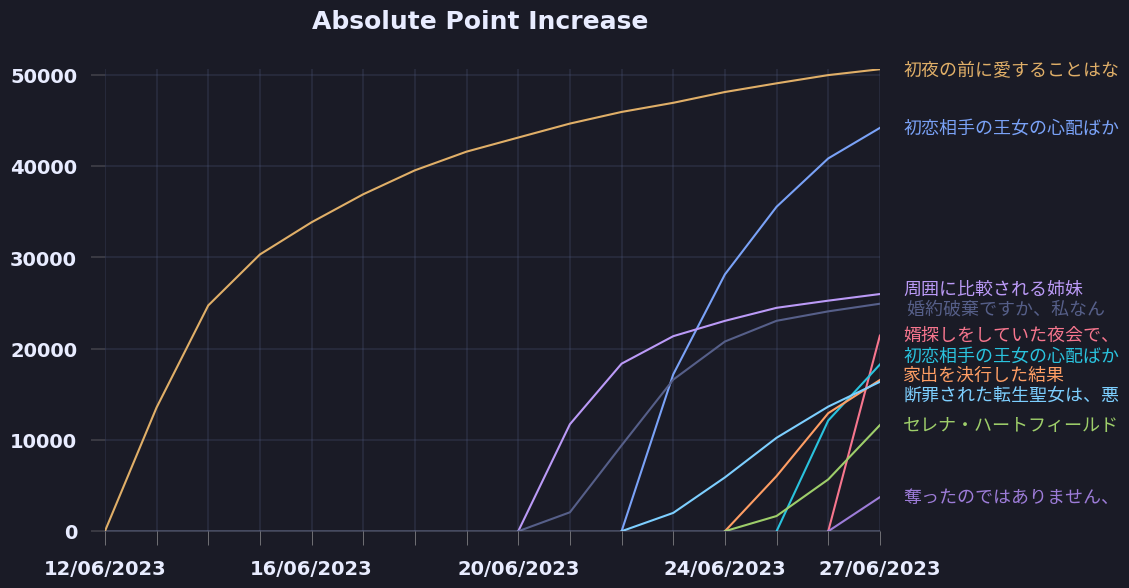 Absolute Point Increase
50000
40000
30000
20000
10000
0
12/06/2023
16/06/2023
20/06/2023
24/06/2023
27/06/2023
初夜の前に愛することはな
初恋相手の王女の心配ばか
周囲に比較される姉妹
婚約破棄ですか、私なん
婿探しをしていた夜会で、
初恋相手の王女の心配ばか
家出を決行した結果
断罪された転生聖女は、悪
セレナ・ハートフィールド
奪ったのではありません、